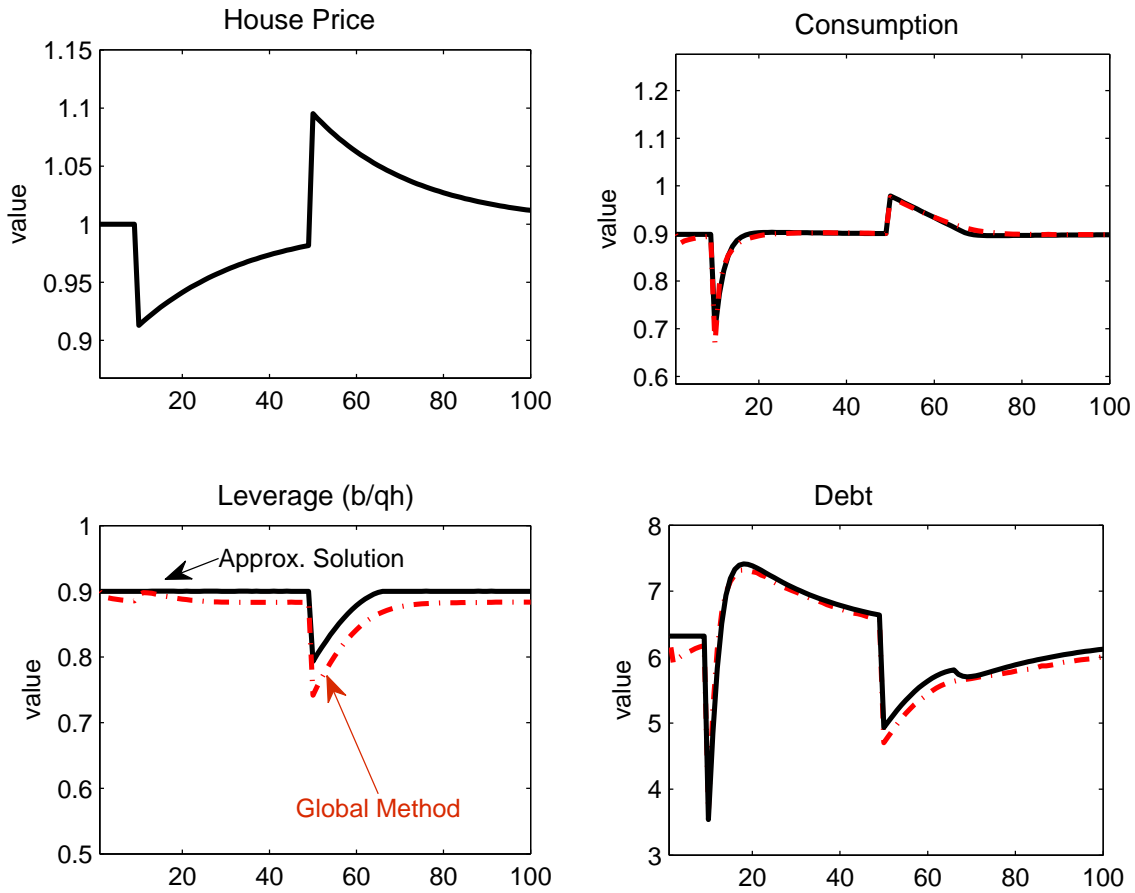 House Price
1.15
1.1
1.05
1
0.95
0.9
value
20 40 60 80 100
Consumption
1.2
1.1
1
0.9
0.8
0.7
0.6
value
20 40 60 80 100
Leverage (b/qh)
1
0.9
0.8
0.7
0.6
0.5
value
Approx. Solution
Global Method
20 40 60 80 100
Debt
8
7
6
5
4
3
value
20 40 60 80 100